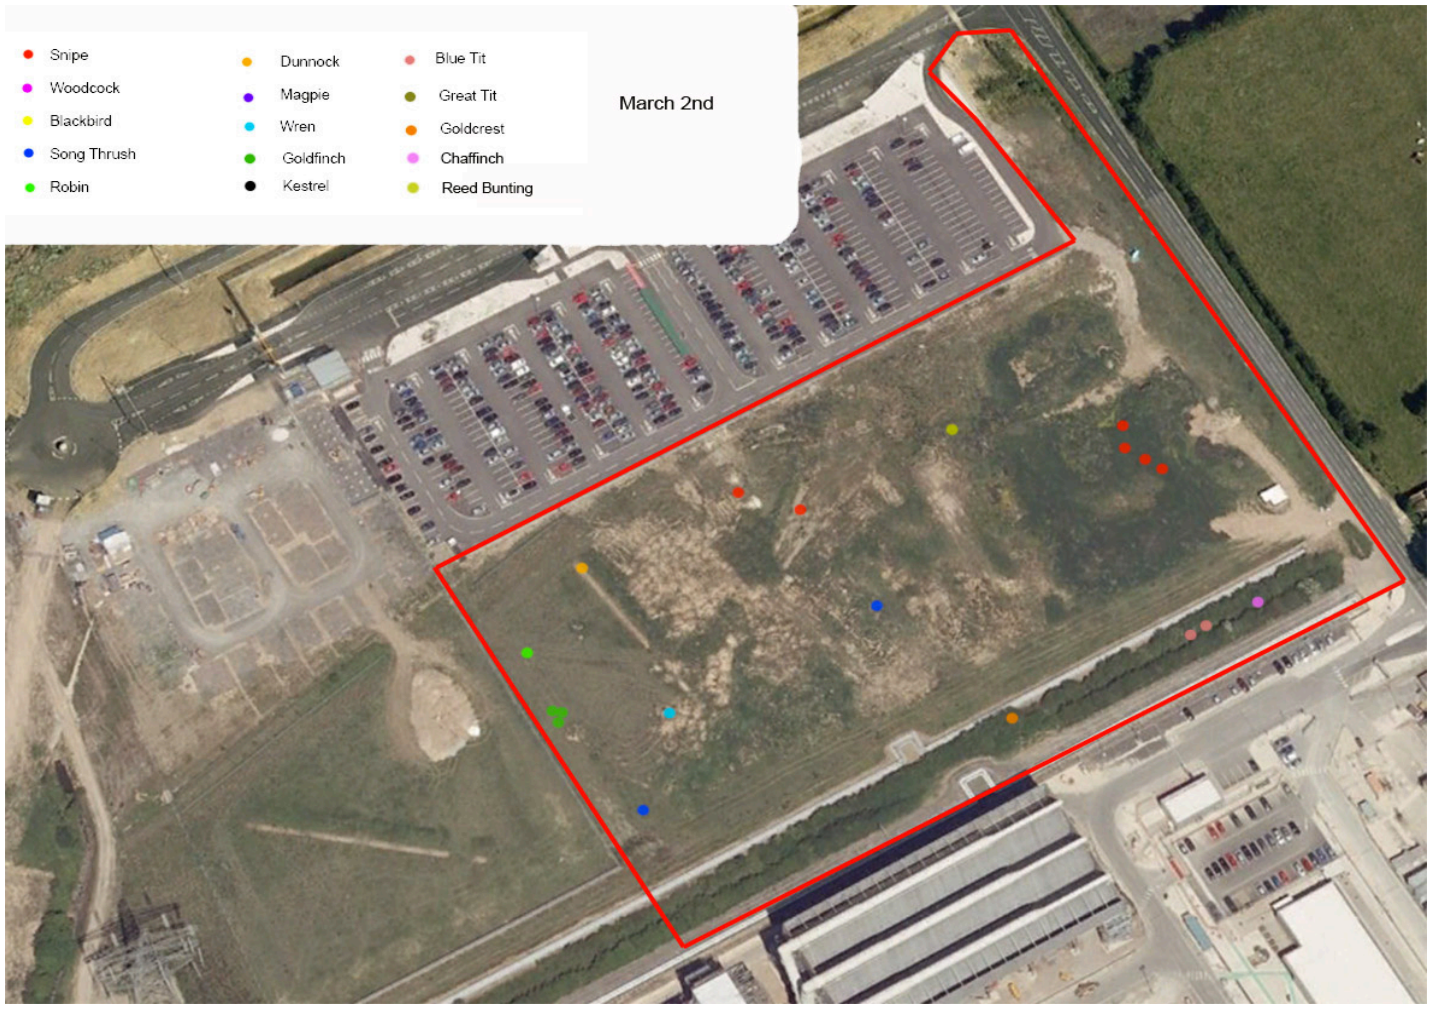 Snipe
Woodcock
Blackbird
Song Thrush
Robin
Dunnock
Magpie
Wren
Goldfinch
Kestrel
Blue Tit
Great Tit
Goldcrest
Chaffinch
Reed Bunting
March 2nd